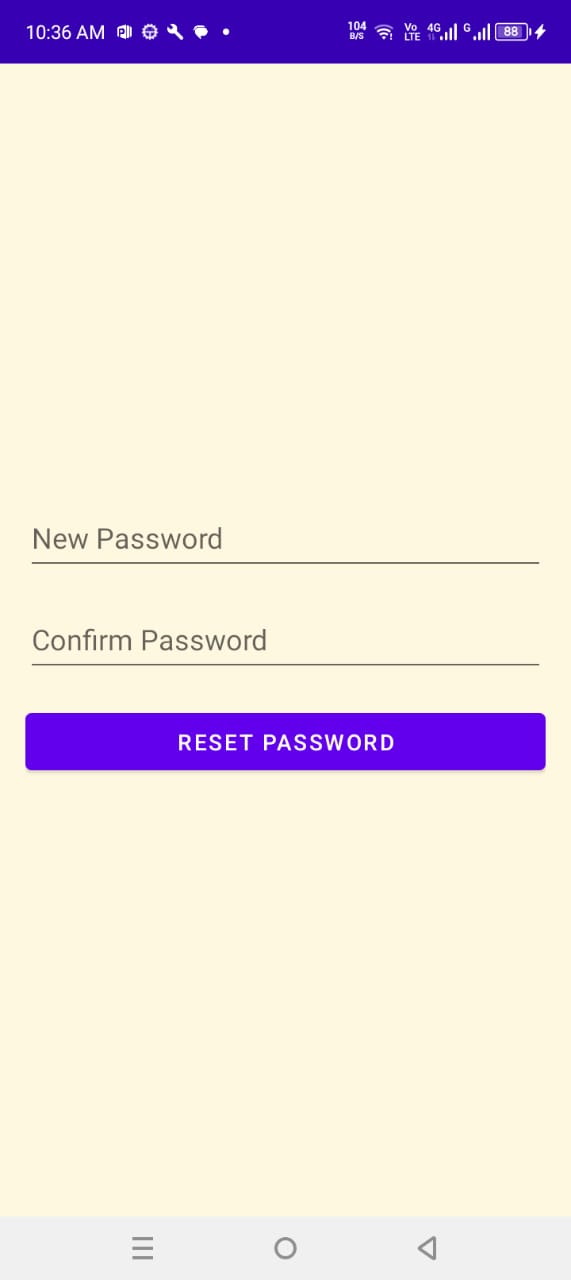 10:36 AM
104 B/S Vo LTE 4G G 88
New Password
Confirm Password
RESET PASSWORD